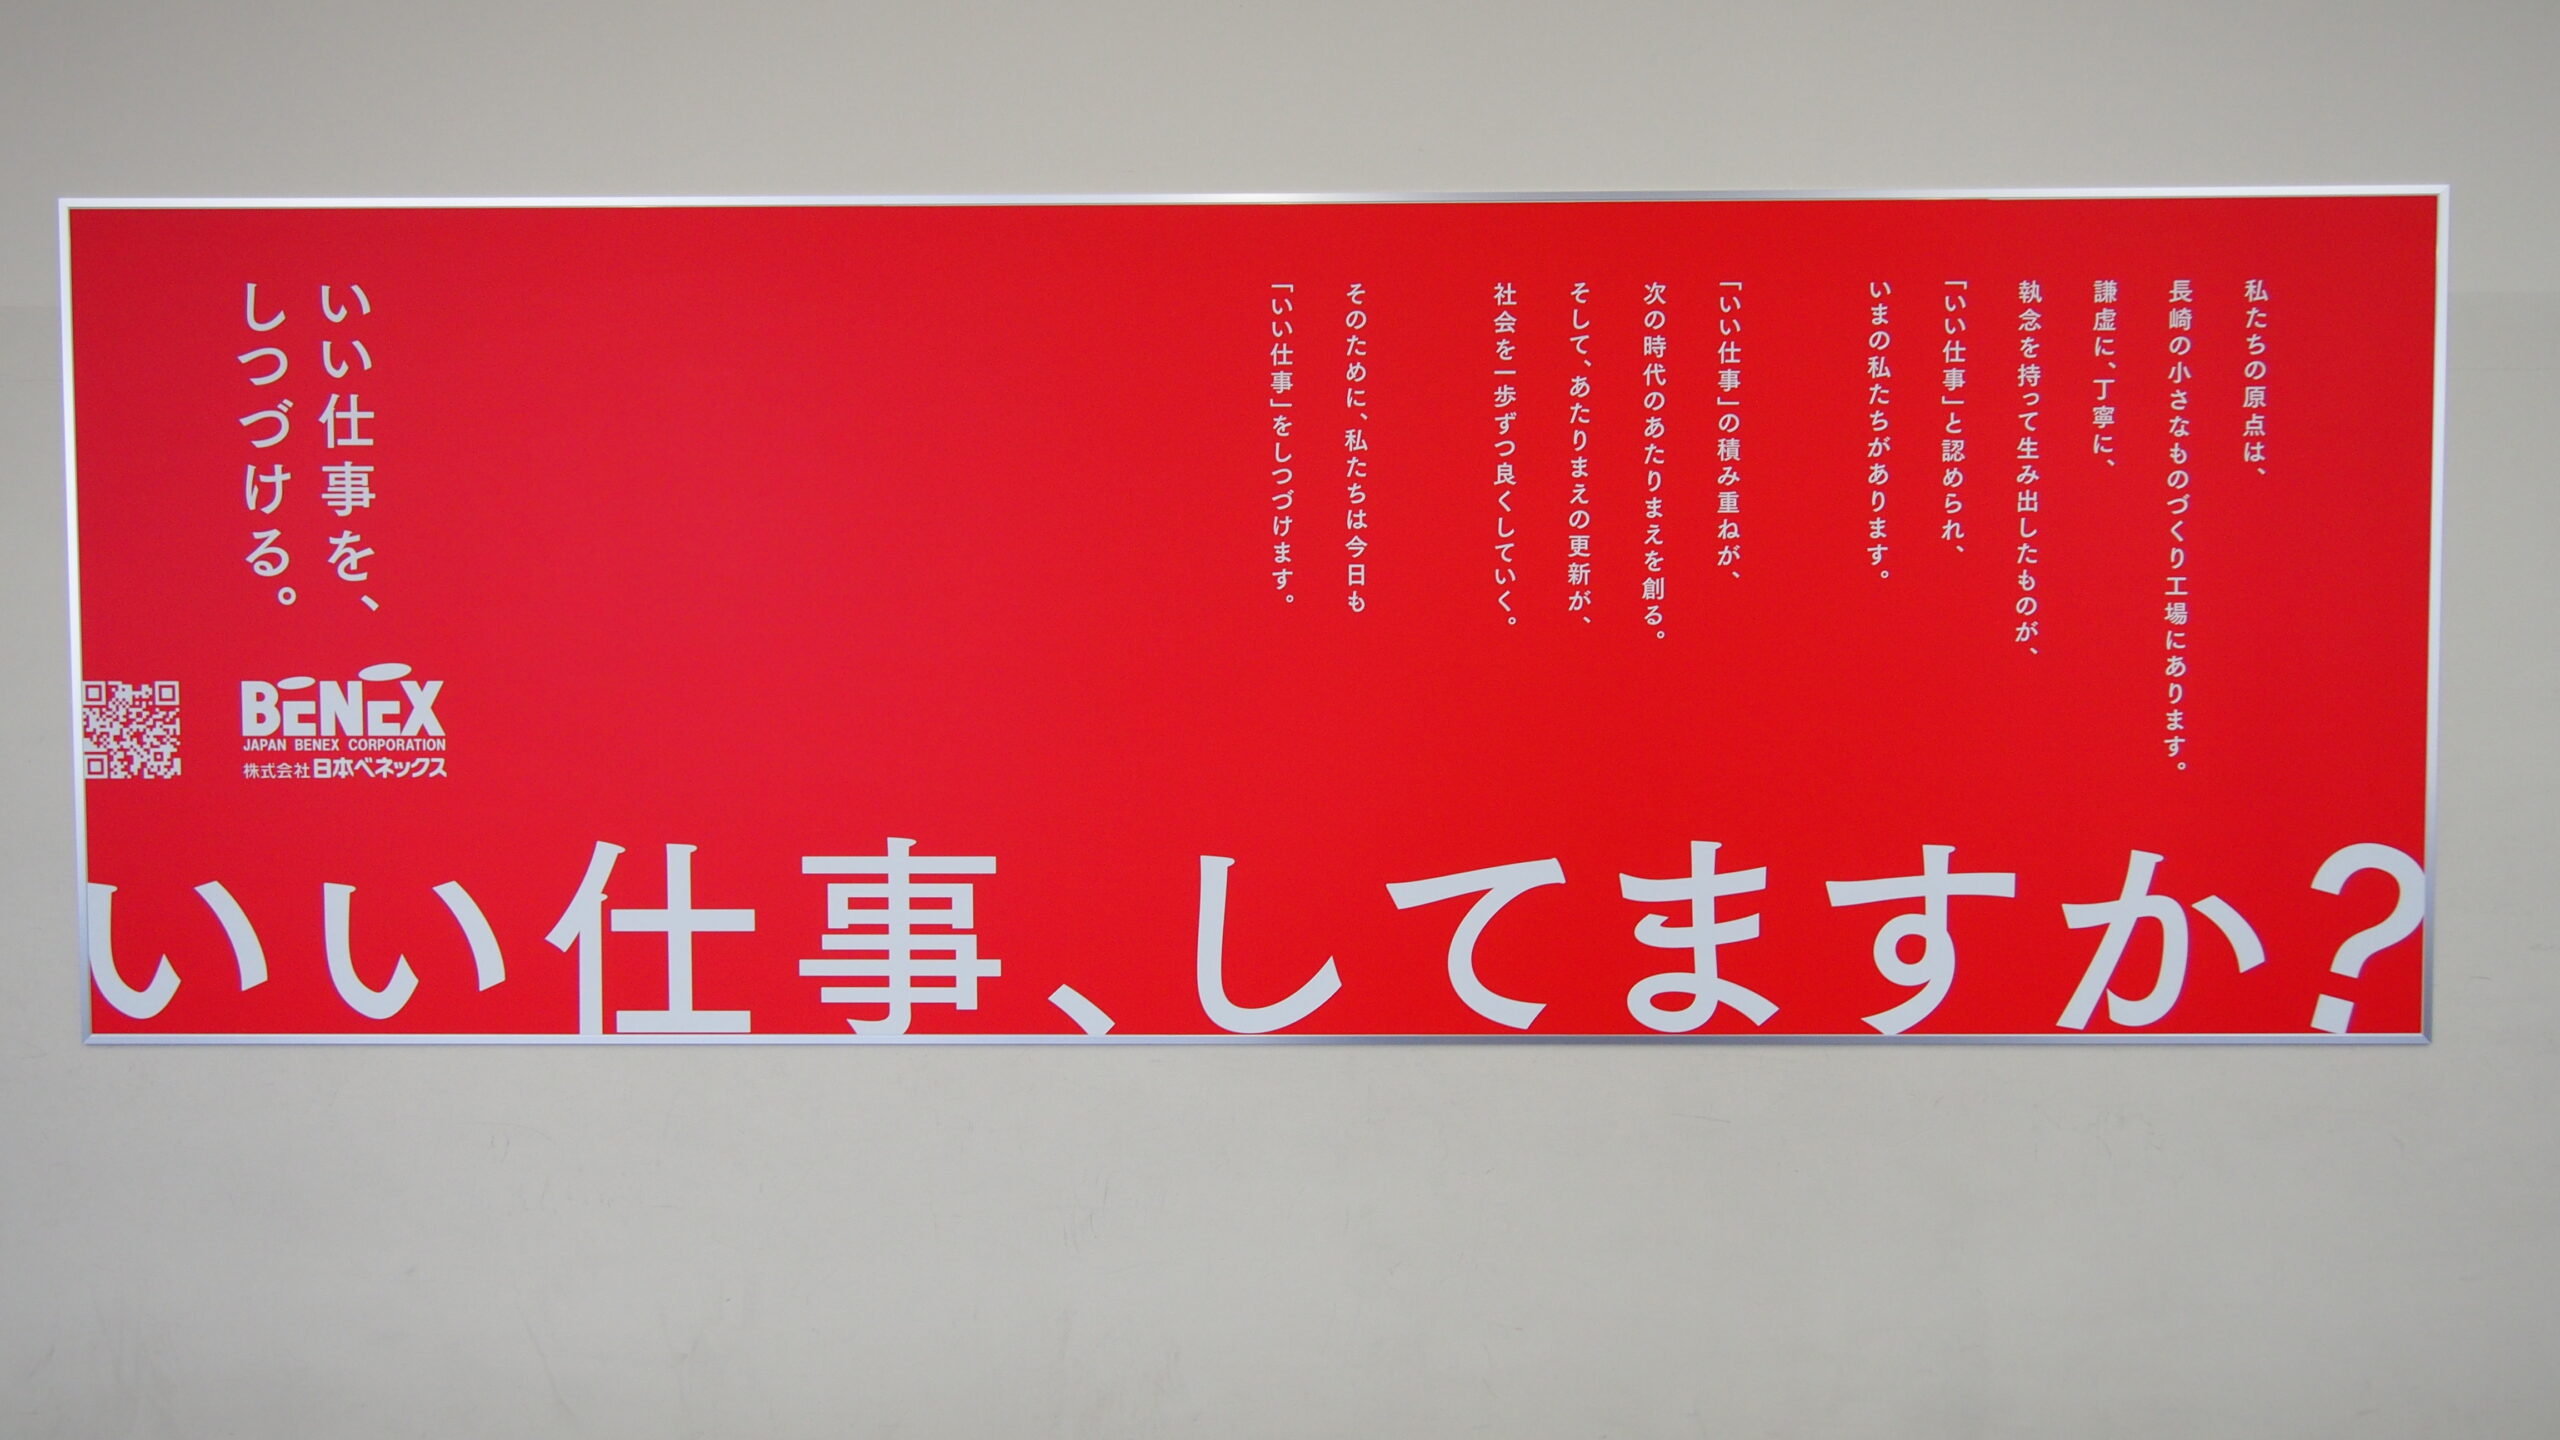 私たちの原点は、
長崎の小さなものづくり工場にあります。
謙虚に、丁寧に、
執念を持って生み出したものが、
「いい仕事」と認められ、
いまの私たちがあります。
「いい仕事」の積み重ねが、
次の時代のあたりまえを創る。
そして、あたりまえの更新が、
社会を一歩ずつ良くしていく。
そのために、私たちは今日も
「いい仕事」をしつづけます。
いい仕事を、
しつづける。
BENEX
JAPAN BENEX CORPORATION
株式会社日本ベネックス
いい仕事、してますか?